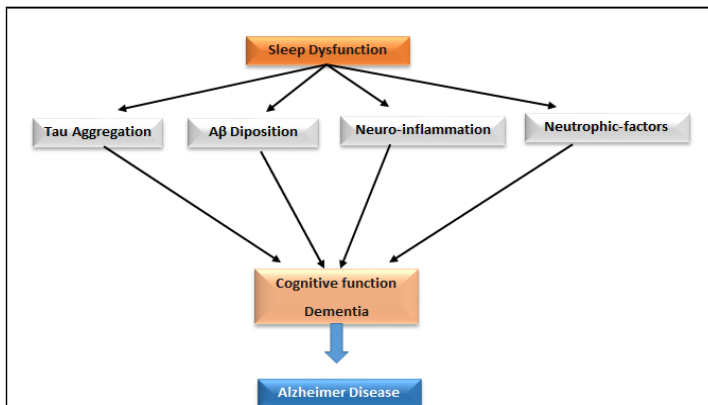 Sleep Dysfunction
Tau Aggregation
Aβ Diposition
Neuro-inflammation
Neutrophic-factors
Cognitive function
Dementia
Alzheimer Disease